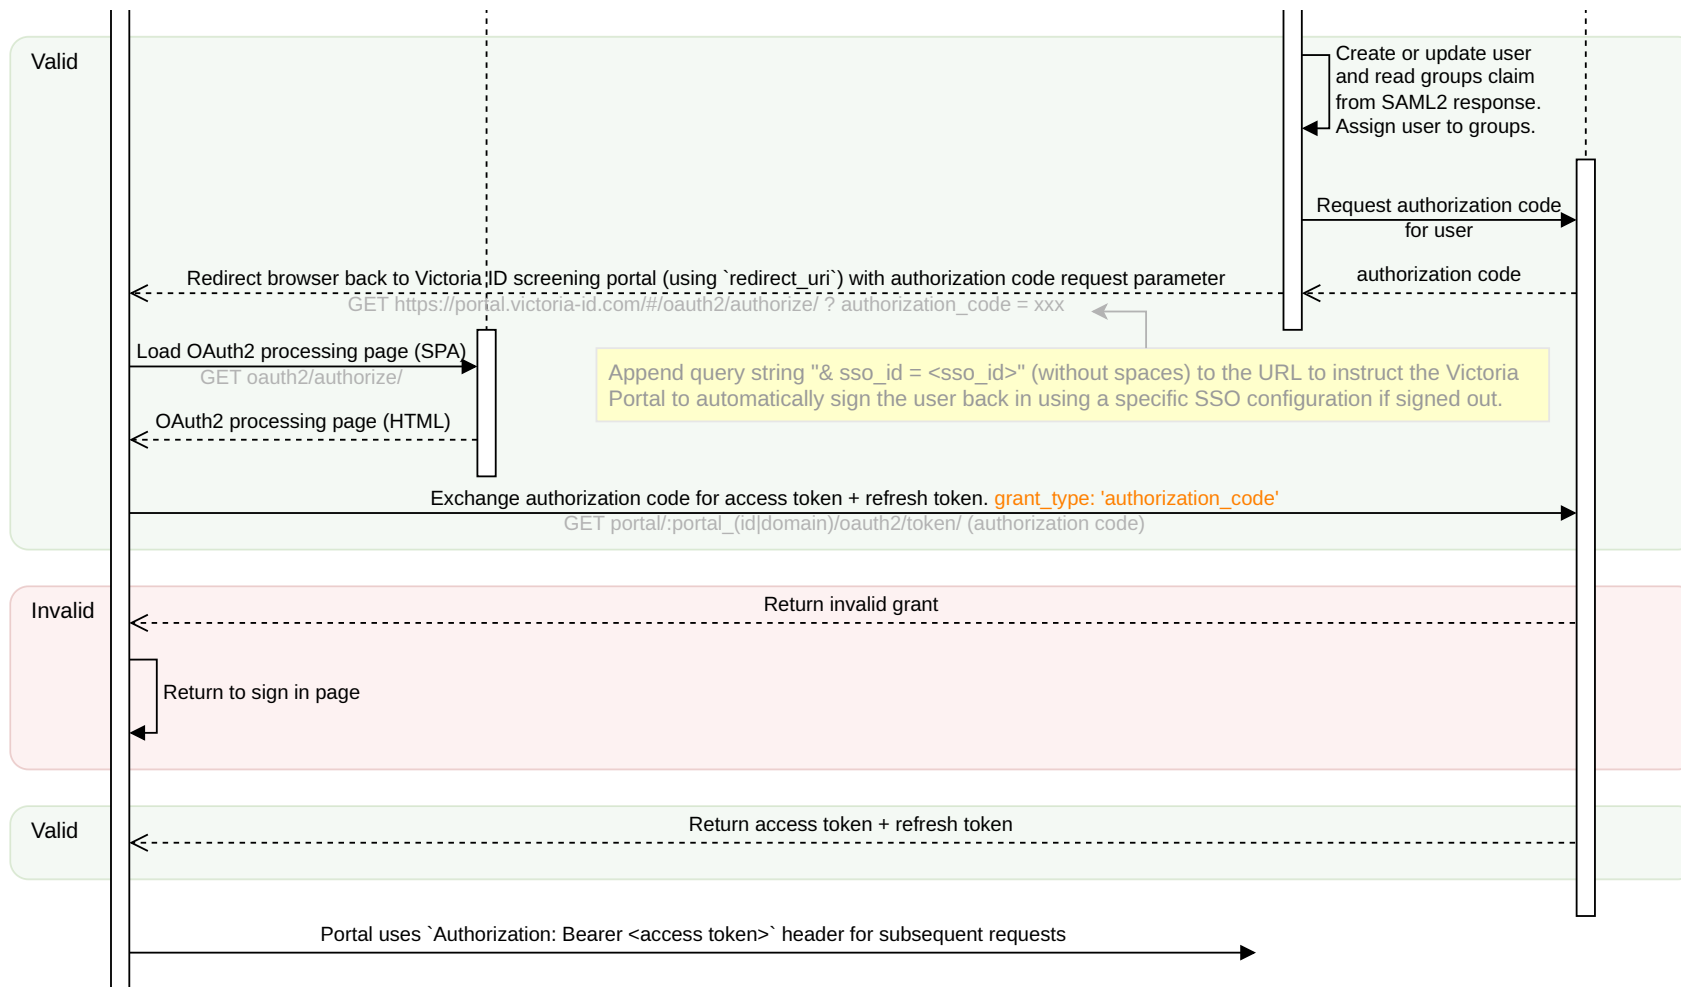 Valid
Create or update user
and read groups claim
from SAML2 response.
Assign user to groups.
Request authorization code
for user
Redirect browser back to Victoria ID screening portal (using `redirect_uri`) with authorization code request parameter
authorization code
GET https://portal.victoria-id.com/#/oauth2/authorize/ ? authorization_code = xxx
Load OAuth2 processing page (SPA)
GET oauth2/authorize/
Append query string "& sso_id = <sso_id>" (without spaces) to the URL to instruct the Victoria
Portal to automatically sign the user back in using a specific SSO configuration if signed out.
OAuth2 processing page (HTML)
Exchange authorization code for access token + refresh token. grant_type: 'authorization_code'
GET portal/:portal_(id|domain)/oauth2/token/ (authorization code)
Invalid
Return invalid grant
Return to sign in page
Valid
Return access token + refresh token
Portal uses `Authorization: Bearer <access token>` header for subsequent requests